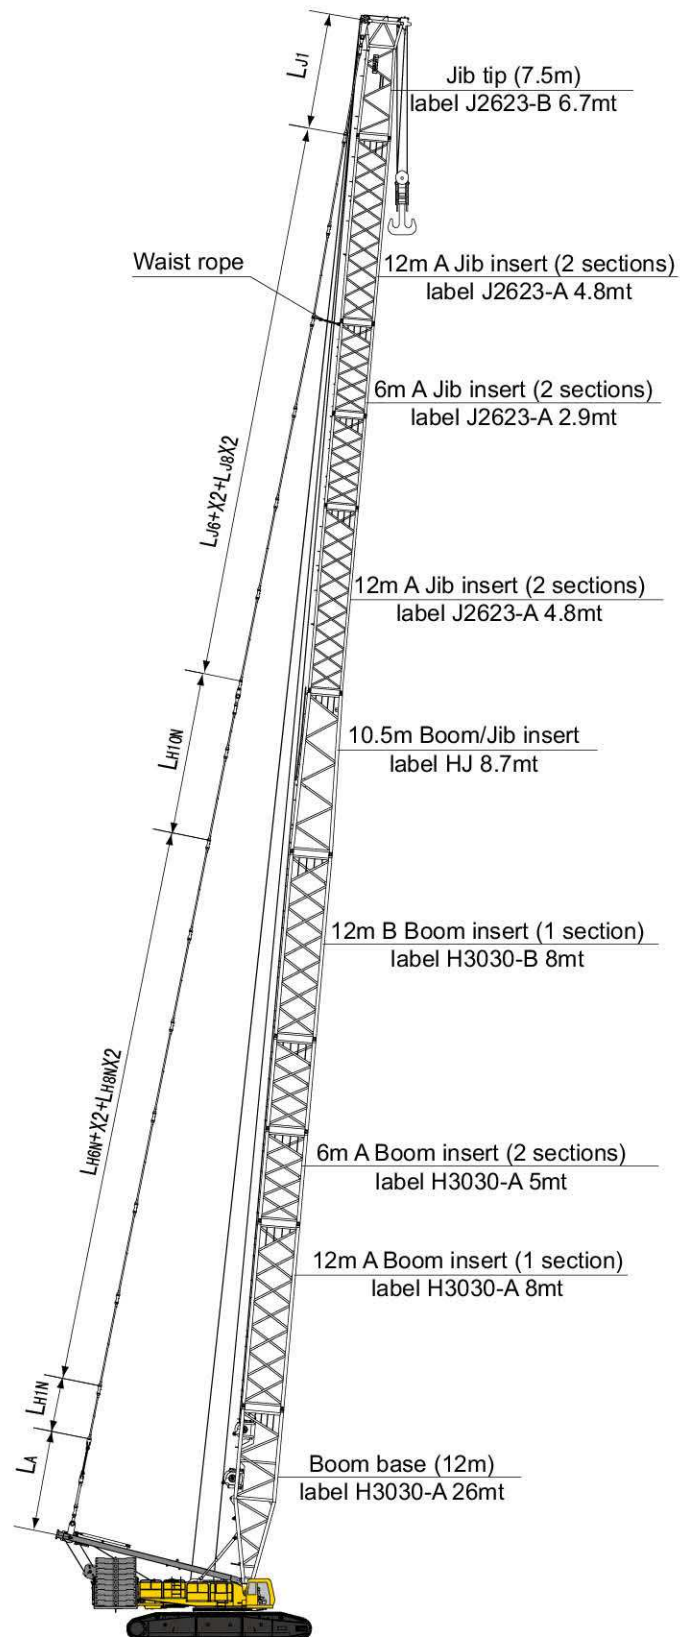 LJ1
Jib tip (7.5m)
label J2623-B 6.7mt
Waist rope
12m A Jib insert (2 sections)
label J2623-A 4.8mt
6m A Jib insert (2 sections)
label J2623-A 2.9mt
LJ6+X2+LJ8X2
12m A Jib insert (2 sections)
label J2623-A 4.8mt
LH10N
10.5m Boom/Jib insert
label HJ 8.7mt
12m B Boom insert (1 section)
label H3030-B 8mt
LH6N+X2+LH8NX2
6m A Boom insert (2 sections)
label H3030-A 5mt
12m A Boom insert (1 section)
label H3030-A 8mt
LH1N
LA
Boom base (12m)
label H3030-A 26mt